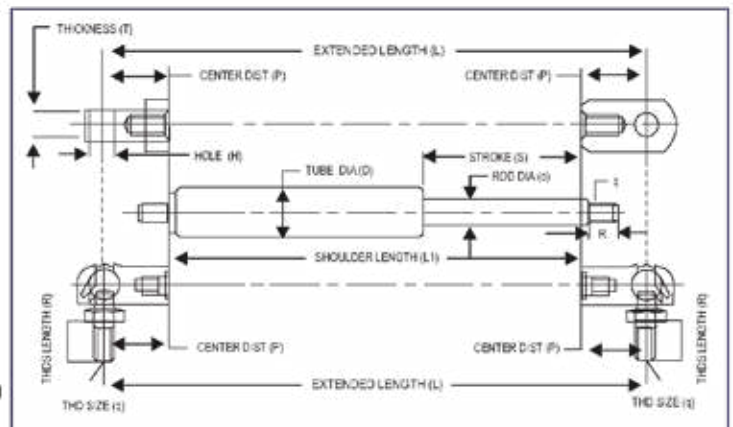 THICKNESS (T)
EXTENDED LENGTH (L)
CENTER DIST (P)
CENTER DIST (P)
HOLE (H)
STROKE (S)
TUBE DIA (D)
ROD DIA (d)
R
SHOULDER LENGTH (L1)
THDS LENGTH (R)
THDS LENGTH (R)
CENTER DIST (P)
CENTER DIST (P)
EXTENDED LENGTH (L)
THD SIZE
THD SIZE